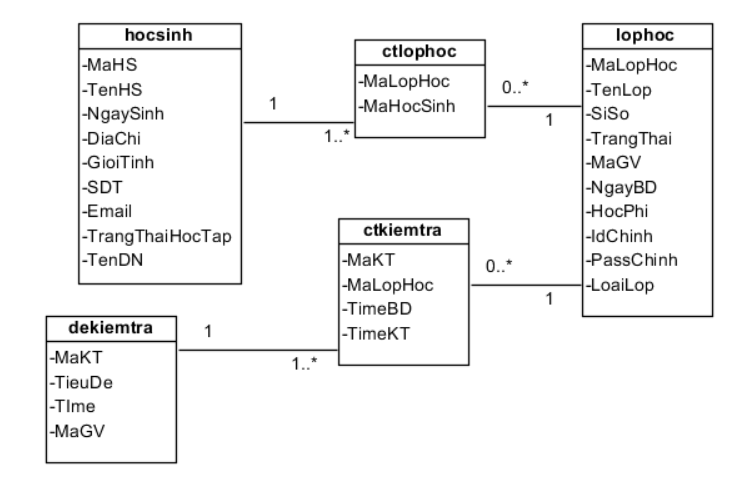 hocsinh
-MaHS
-TenHS
-NgaySinh
-DiaChi
-GioiTinh
-SDT
-Email
-TrangThaiHocTap
-TenDN
1
1..*
ctlophoc
-MaLopHoc
-MaHocSinh
0..*
1
lophoc
-MaLopHoc
-TenLop
-SiSo
-TrangThai
-MaGV
-NgayBD
-HocPhi
-IdChinh
-PassChinh
-LoaiLop
ctkiemtra
-MaKT
-MaLopHoc
-TimeBD
-TimeKT
0..*
1
dekiemtra
-MaKT
-TieuDe
-TIme
-MaGV
1
1..*